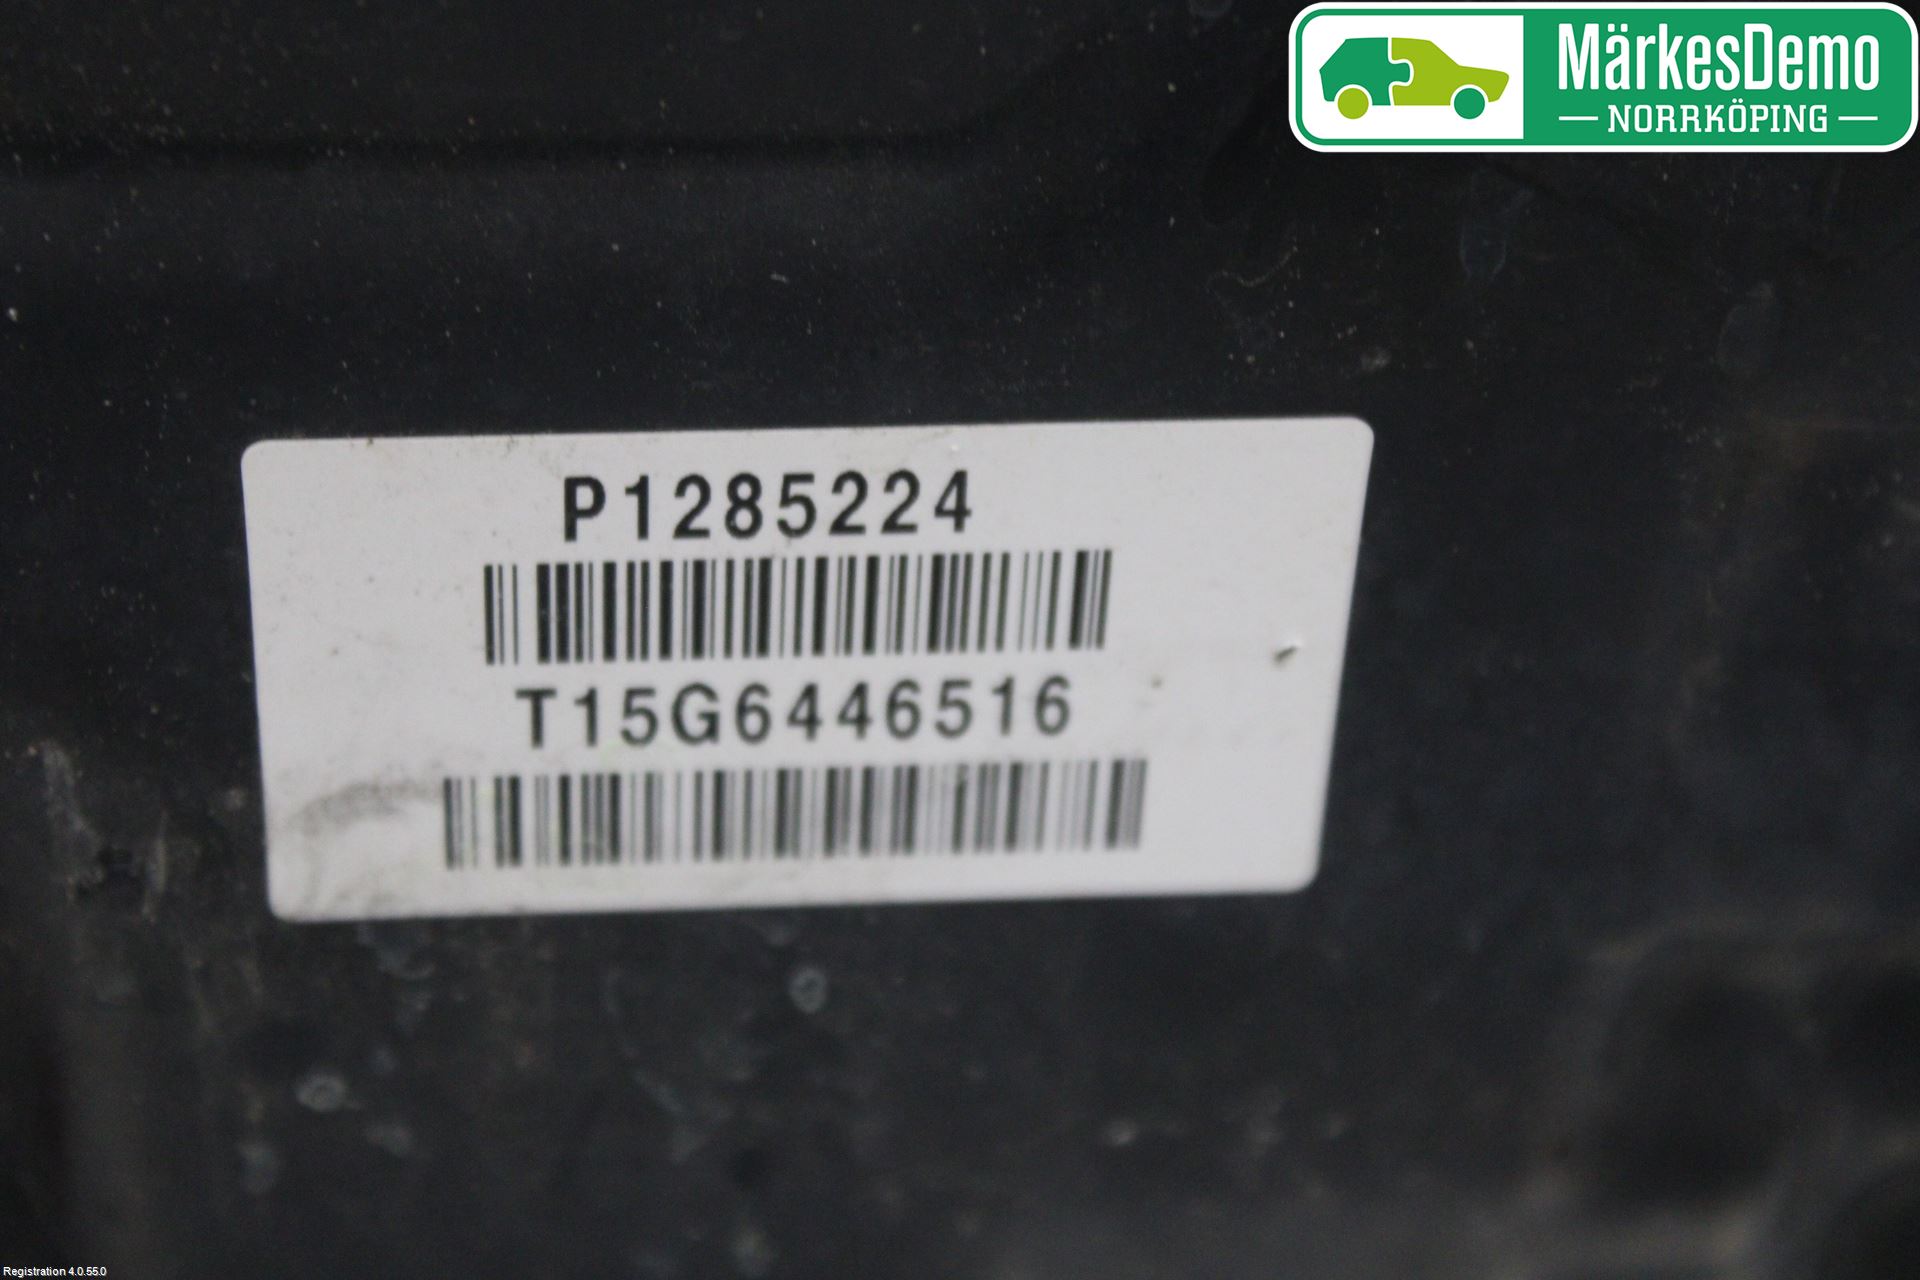 MärkesDemo
NORRKÖPING
P1285224
T15G6446516
Registration 4.0.55.0